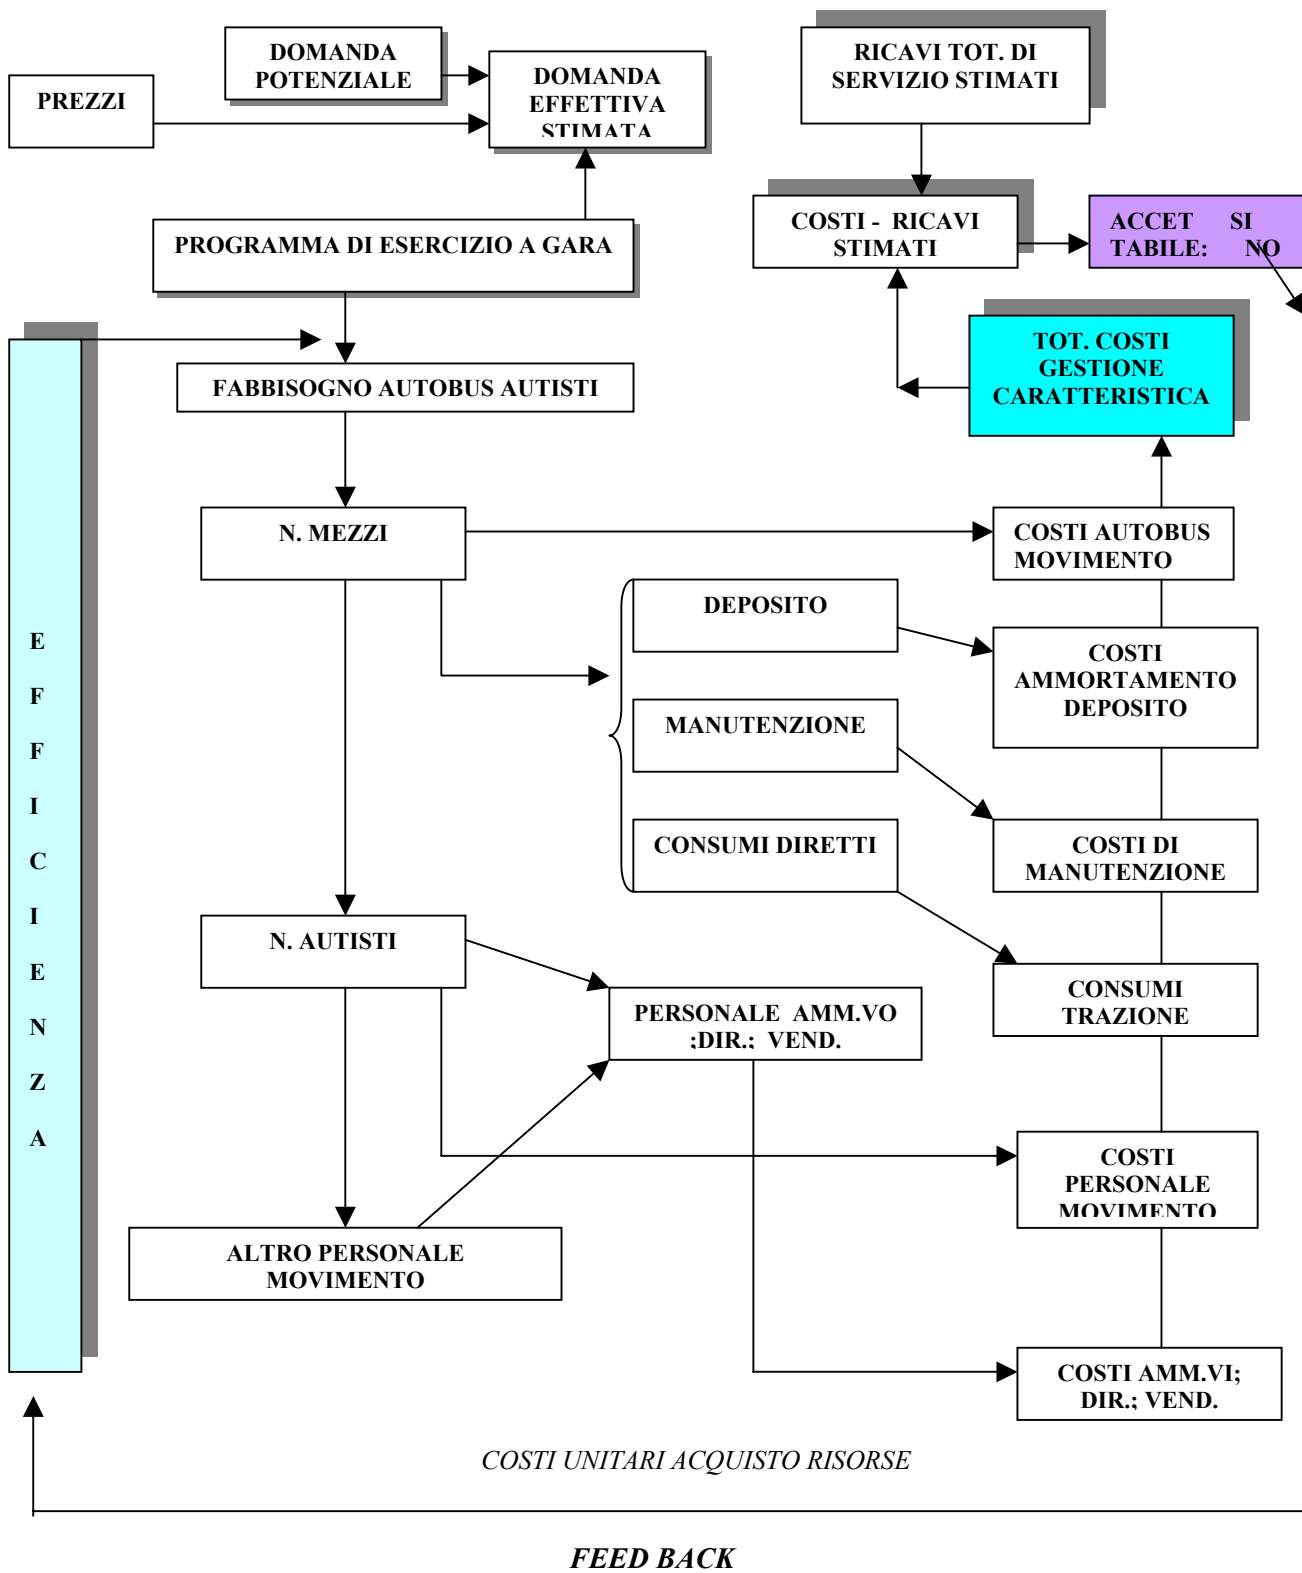 DOMANDA
POTENZIALE
PREZZI
DOMANDA
EFFETTIVA
STIMATA
RICAVI TOT. DI
SERVIZIO STIMATI
PROGRAMMA DI ESERCIZIO A GARA
COSTI - RICAVI
STIMATI
ACCET SI
TABILE: NO
TOT. COSTI
GESTIONE
CARATTERISTICA
FABBISOGNO AUTOBUS AUTISTI
N. MEZZI
COSTI AUTOBUS
MOVIMENTO
DEPOSITO
COSTI
AMMORTAMENTO
DEPOSITO
MANUTENZIONE
CONSUMI DIRETTI
COSTI DI
MANUTENZIONE
E
F
F
I
C
I
E
N
Z
A
N. AUTISTI
CONSUMI
TRAZIONE
PERSONALE AMM.VO
;DIR.; VEND.
COSTI
PERSONALE
MOVIMENTO
ALTRO PERSONALE
MOVIMENTO
COSTI AMM.VI;
DIR.; VEND.
COSTI UNITARI ACQUISTO RISORSE
FEED BACK